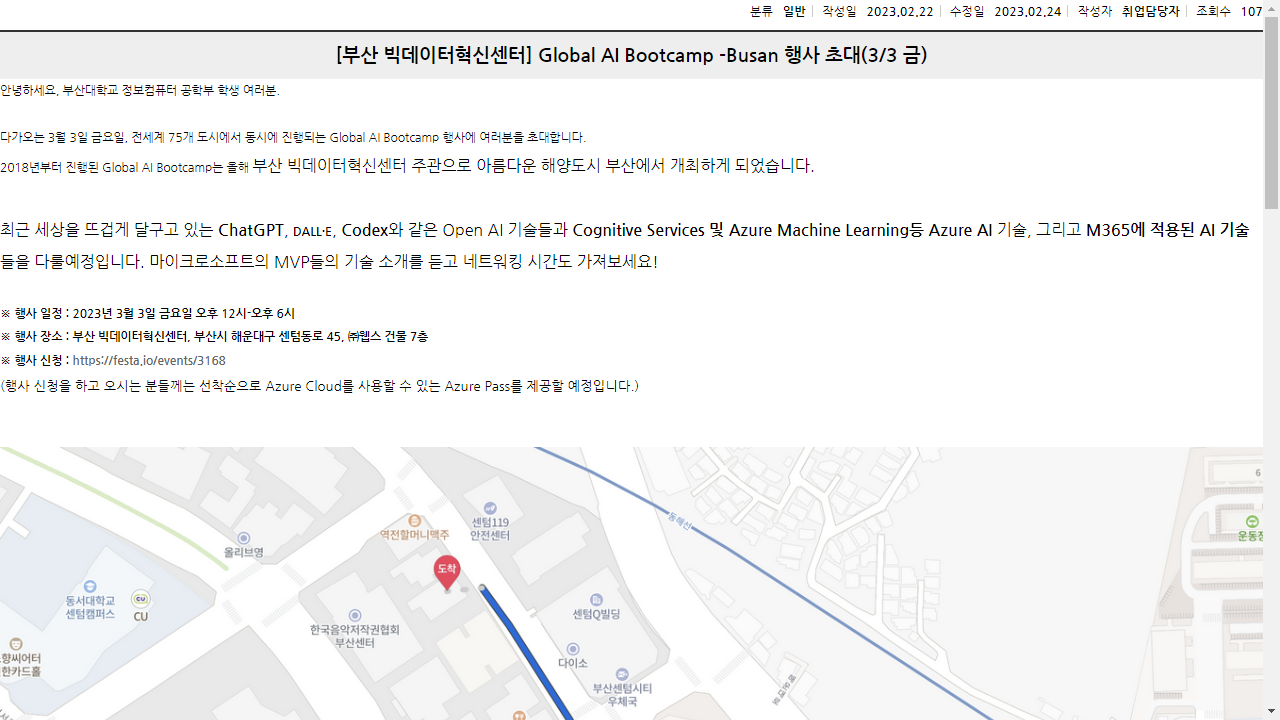 분류 일반 작성일 2023.02.22 수정일 2023.02.24 작성자 취업담당자 조회수 107
[부산 빅데이터혁신센터] Global AI Bootcamp -Busan 행사 초대(3/3 금)
안녕하세요, 부산대학교 정보컴퓨터 공학부 학생 여러분.
다가오는 3월 3일 금요일, 전세계 75개 도시에서 동시에 진행되는 Global AI Bootcamp 행사에 여러분을 초대합니다.
2018년부터 진행된 Global AI Bootcamp는 올해 부산 빅데이터혁신센터 주관으로 아름다운 해양도시 부산에서 개최하게 되었습니다.
최근 세상을 뜨겁게 달구고 있는 ChatGPT, DALL·E, Codex와 같은 Open AI 기술들과 Cognitive Services 및 Azure Machine Learning등 Azure AI 기술, 그리고 M365에 적용된 AI 기술
들을 다룰예정입니다. 마이크로소프트의 MVP들의 기술 소개를 듣고 네트워킹 시간도 가져보세요!
※ 행사 일정 : 2023년 3월 3일 금요일 오후 12시-오후 6시
※ 행사 장소 : 부산 빅데이터혁신센터, 부산시 해운대구 센텀동로 45, ㈜웹스 건물 7층
※ 행사 신청 : https://festa.io/events/3168
(행사 신청을 하고 오시는 분들께는 선착순으로 Azure Cloud를 사용할 수 있는 Azure Pass를 제공할 예정입니다.)
6
동해선
센텀119
안전센터
역전할머니맥주
운동장
올리브영
도착
동서대학교
센텀캠퍼스
CU
CU
센텀Q빌딩
한국음악저작권협회
부산센터
소향씨어터
신한카드홀
다이소
부산센텀시티
우체국